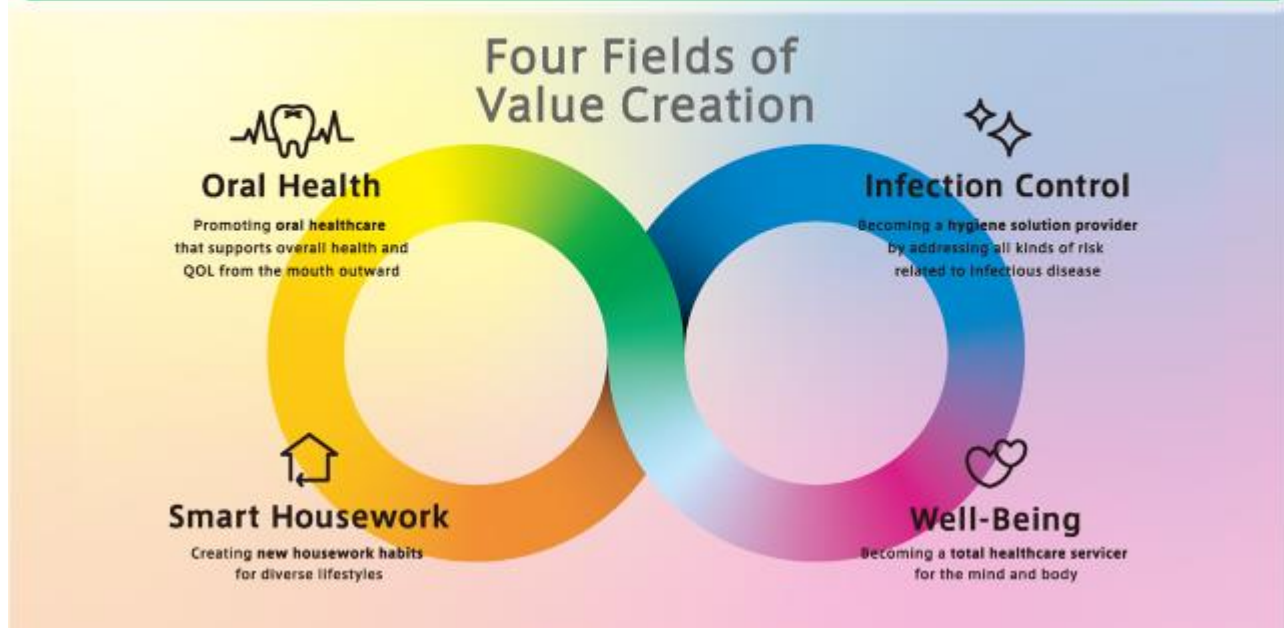 Four Fields of
Value Creation
Oral Health
Promoting oral healthcare
that supports overall health and
QOL from the mouth outward
Infection Control
Becoming a hygiene solution provider
by addressing all kinds of risk
related to infectious disease
Smart Housework
Creating new housework habits
for diverse lifestyles
Well-Being
Becoming a total healthcare servicer
for the mind and body